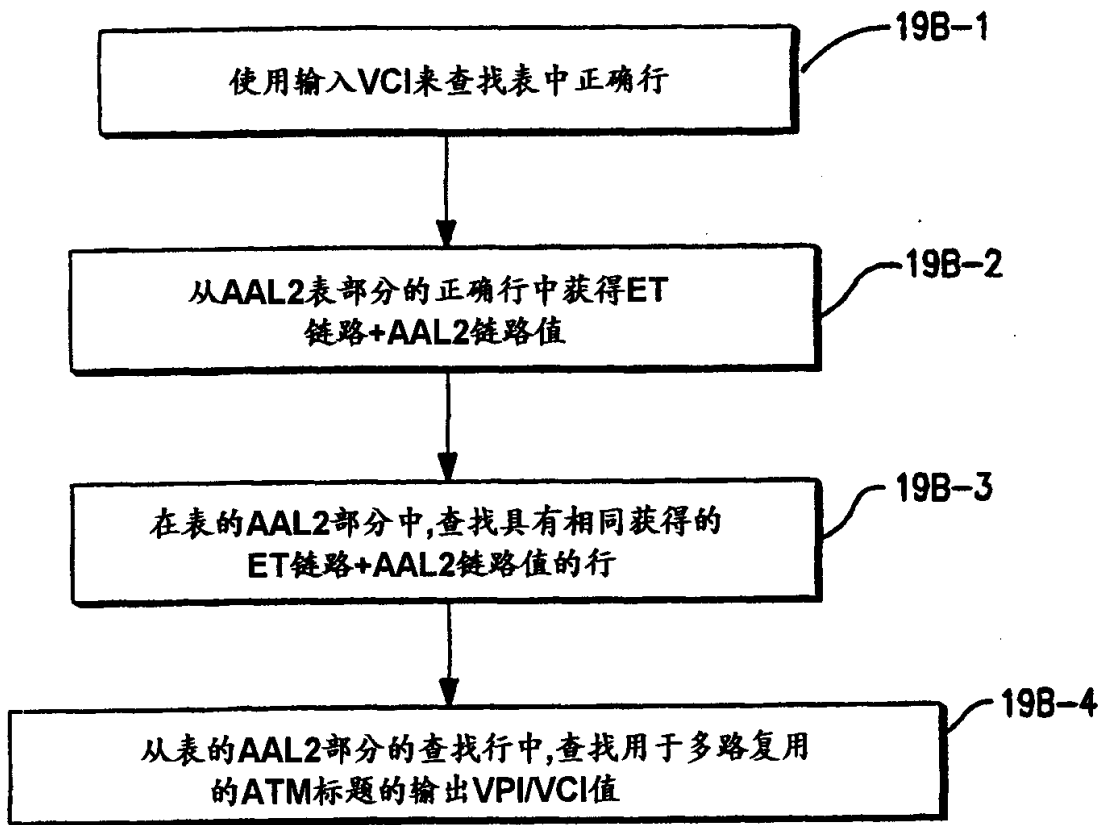 19B-1
使用输入VCI来查找表中正确行
19B-2
从AAL2表部分的正确行中获得ET
链路+AAL2链路值
19B-3
在表的AAL2部分中,查找具有相同获得的
ET链路+AAL2链路值的行
19B-4
从表的AAL2部分的查找行中,查找用于多路复用
的ATM标题的输出VPI/VCI值